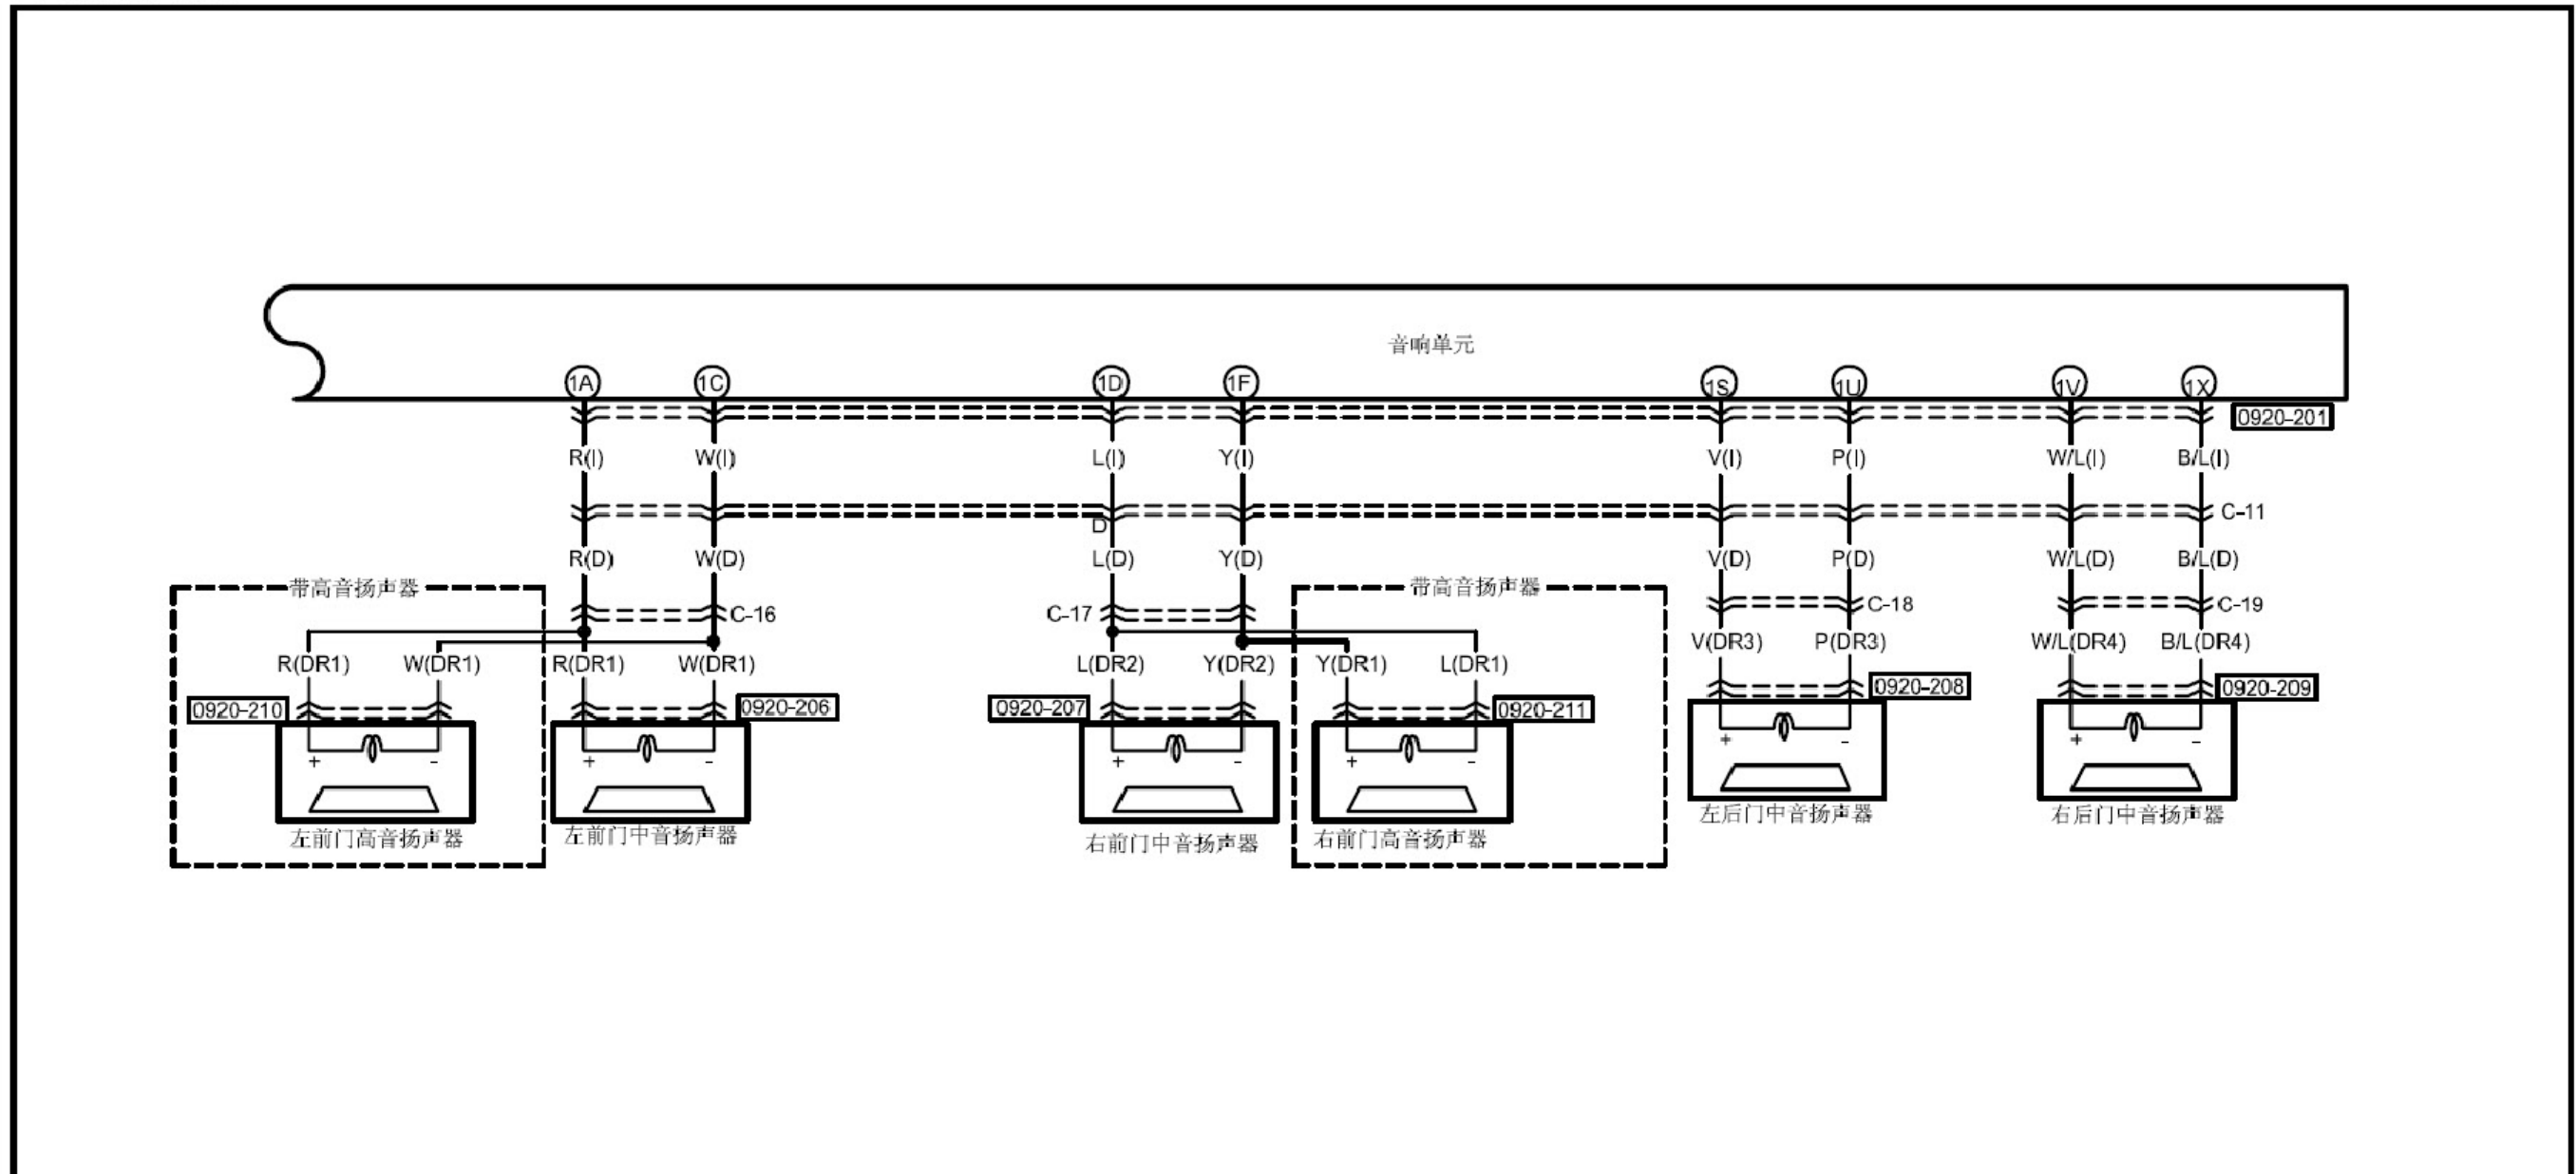 音响单元
1A 1C 1D 1F 1S 1U 1V 1X
0920-201
R(I) W(I) L(I) Y(I) V(I) P(I) W/L(I) B/L(I)
C-11
D
R(D) W(D) L(D) Y(D) V(D) P(D) W/L(D) B/L(D)
带高音扬声器 带高音扬声器
C-16 C-17 C-18 C-19
V(DR3) P(DR3) W/L(DR4) B/L(DR4)
R(DR1) W(DR1) R(DR1) W(DR1) L(DR2) Y(DR2) Y(DR1) L(DR1)
0920-208 0920-209
0920-210 0920-206 0920-207 0920-211
+ - + -
+ - + - + - + -
左后门中音扬声器 右后门中音扬声器
左前门高音扬声器 左前门中音扬声器 右前门中音扬声器 右前门高音扬声器